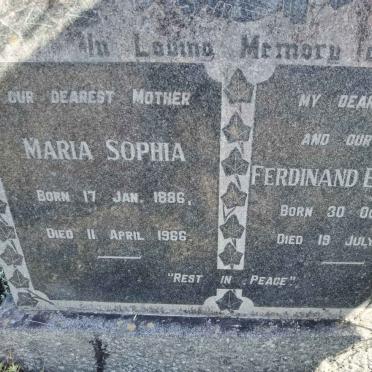 In Loving Memory
OUR DEAREST MOTHER
MARIA SOPHIA
BORN 17 JAN. 1886,
DIED 11 APRIL 1966
MY DEAR
AND OUR
FERDINAND
BORN 30 OC
DIED 19 JULY
"REST IN PEACE"